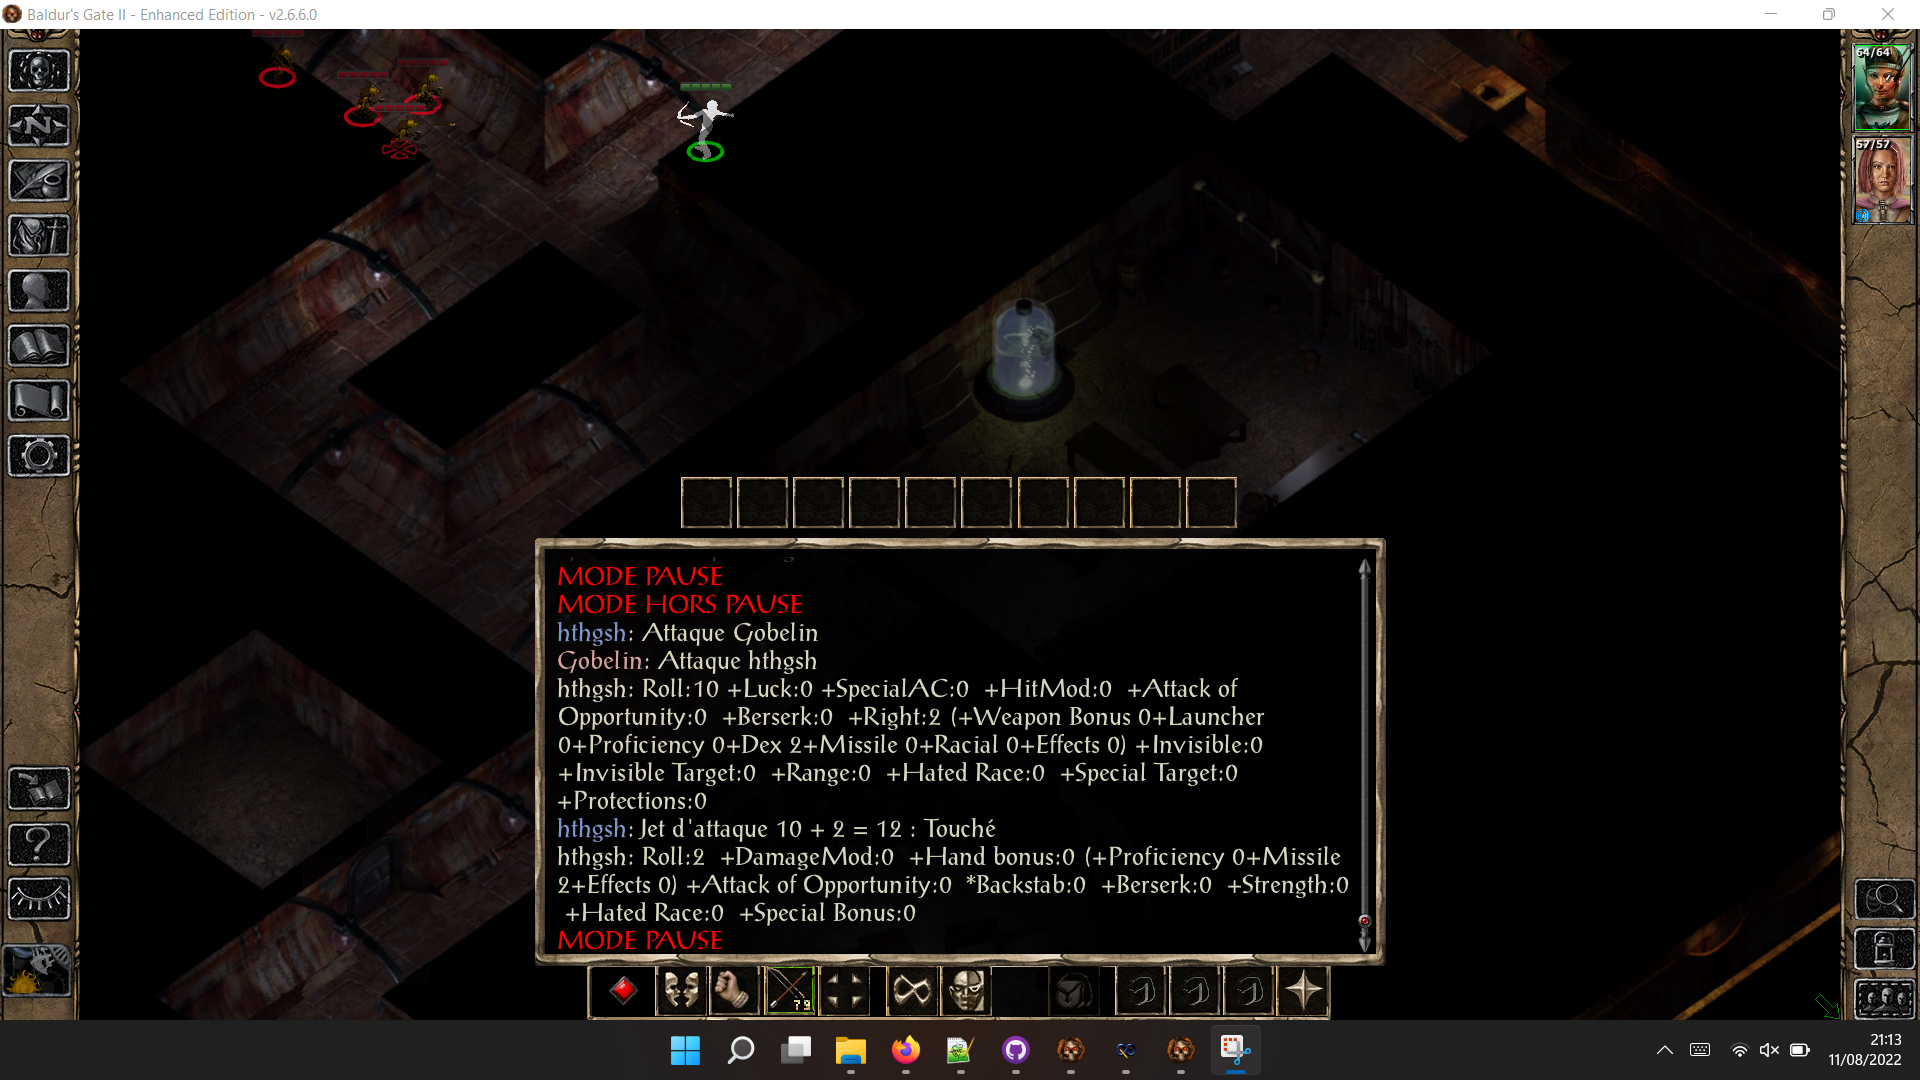 Baldur's Gate II - Enhanced Edition - v2.6.6.0
64/64
57/57
N
MODE PAUSE
MODE HORS PAUSE
hthgsh: Attaque Gobelin
Gobelin: Attaque hthgsh
hthgsh: Roll:10 +Luck:0 +SpecialAC:0 +HitMod:0 +Attack of
Opportunity:0 +Berserk:0 +Right:2 (+Weapon Bonus 0+Launcher
0+Proficiency 0+Dex 2+Missile 0+Racial 0+Effects 0) +Invisible:0
+Invisible Target:0 +Range:0 +Hated Race:0 +Special Target:0
+Protections:0
hthgsh: Jet d'attaque 10 + 2 = 12 : Touché
hthgsh: Roll:2 +DamageMod:0 +Hand bonus:0 (+Proficiency 0+Missile
2+Effects 0) +Attack of Opportunity:0 *Backstab:0 +Berserk:0 +Strength:0
+Hated Race:0 +Special Bonus:0
MODE PAUSE
79
21:13
11/08/2022